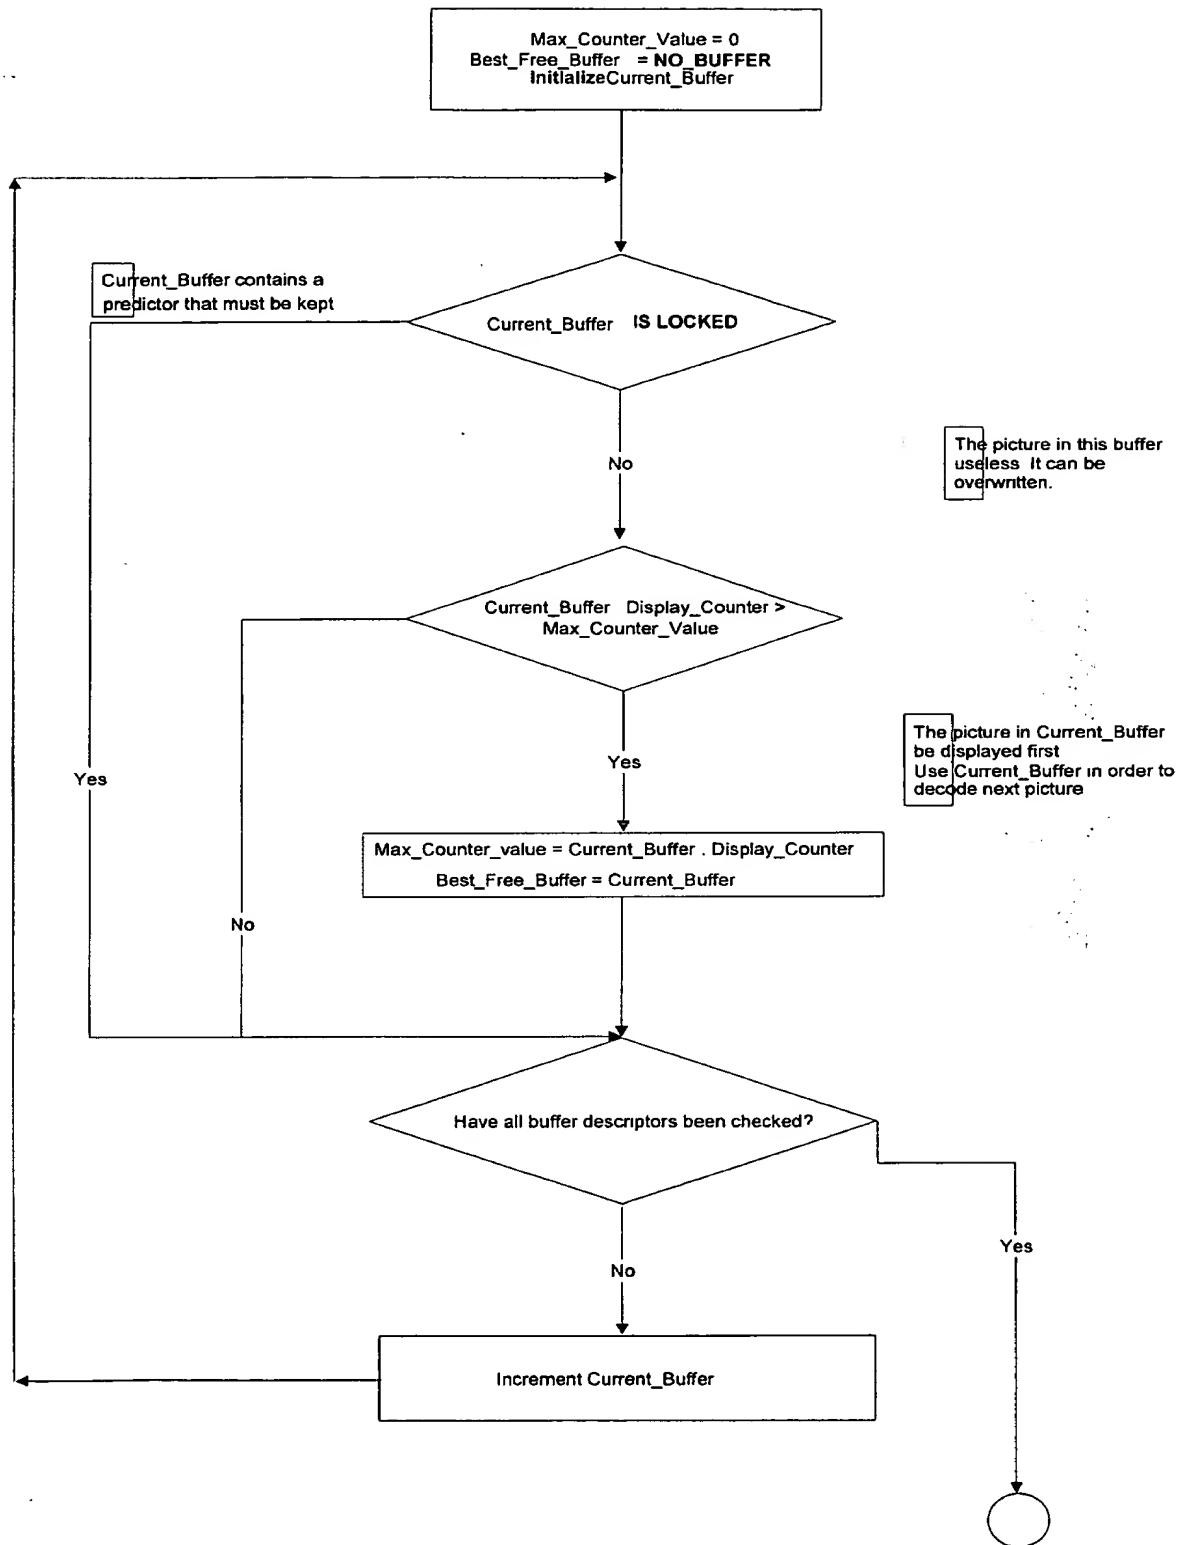 Max_Counter_Value = 0
Best_Free_Buffer = NO_BUFFER
InitializeCurrent_Buffer
Current_Buffer contains a
predictor that must be kept
Current_Buffer IS LOCKED
No
The picture in this buffer
useless It can be
overwritten.
Current_Buffer Display_Counter >
Max_Counter_Value
The picture in Current_Buffer
be displayed first
Use Current_Buffer in order to
decode next picture
Yes
Yes
Max_Counter_value = Current_Buffer . Display_Counter
Best_Free_Buffer = Current_Buffer
No
Have all buffer descriptors been checked?
Yes
No
Increment Current_Buffer